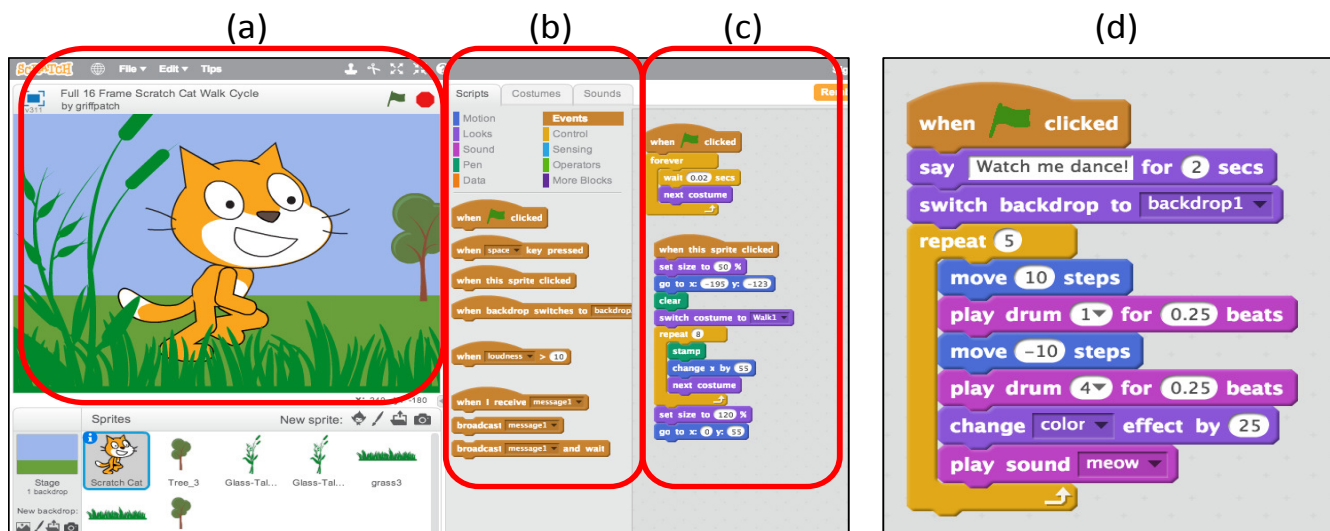 (a)
(b)
(c)
(d)
SCRATCH File Edit Tips
v311
Full 16 Frame Scratch Cat Walk Cycle
by griffpatch
Sprites
New sprite:
Stage
1 backdrop
New backdrop:
Scratch Cat
Tree_3
Glass-Tal...
Glass-Tal...
grass3
Scripts Costumes Sounds
Motion Events
Looks Control
Sound Sensing
Pen Operators
Data More Blocks
when clicked
when space key pressed
when this sprite clicked
when backdrop switches to backdrop
when loudness > 10
when I receive message1
broadcast message1
broadcast message1 and wait
when clicked
forever
wait 0.02 secs
next costume
when this sprite clicked
set size to 50 %
go to x: -195 y: -123
clear
switch costume to Walk1
repeat 8
stamp
change x by 55
next costume
set size to 120 %
go to x: 0 y: 55
when clicked
say Watch me dance! for 2 secs
switch backdrop to backdrop1
repeat 5
move 10 steps
play drum 1 for 0.25 beats
move -10 steps
play drum 4 for 0.25 beats
change color effect by 25
play sound meow